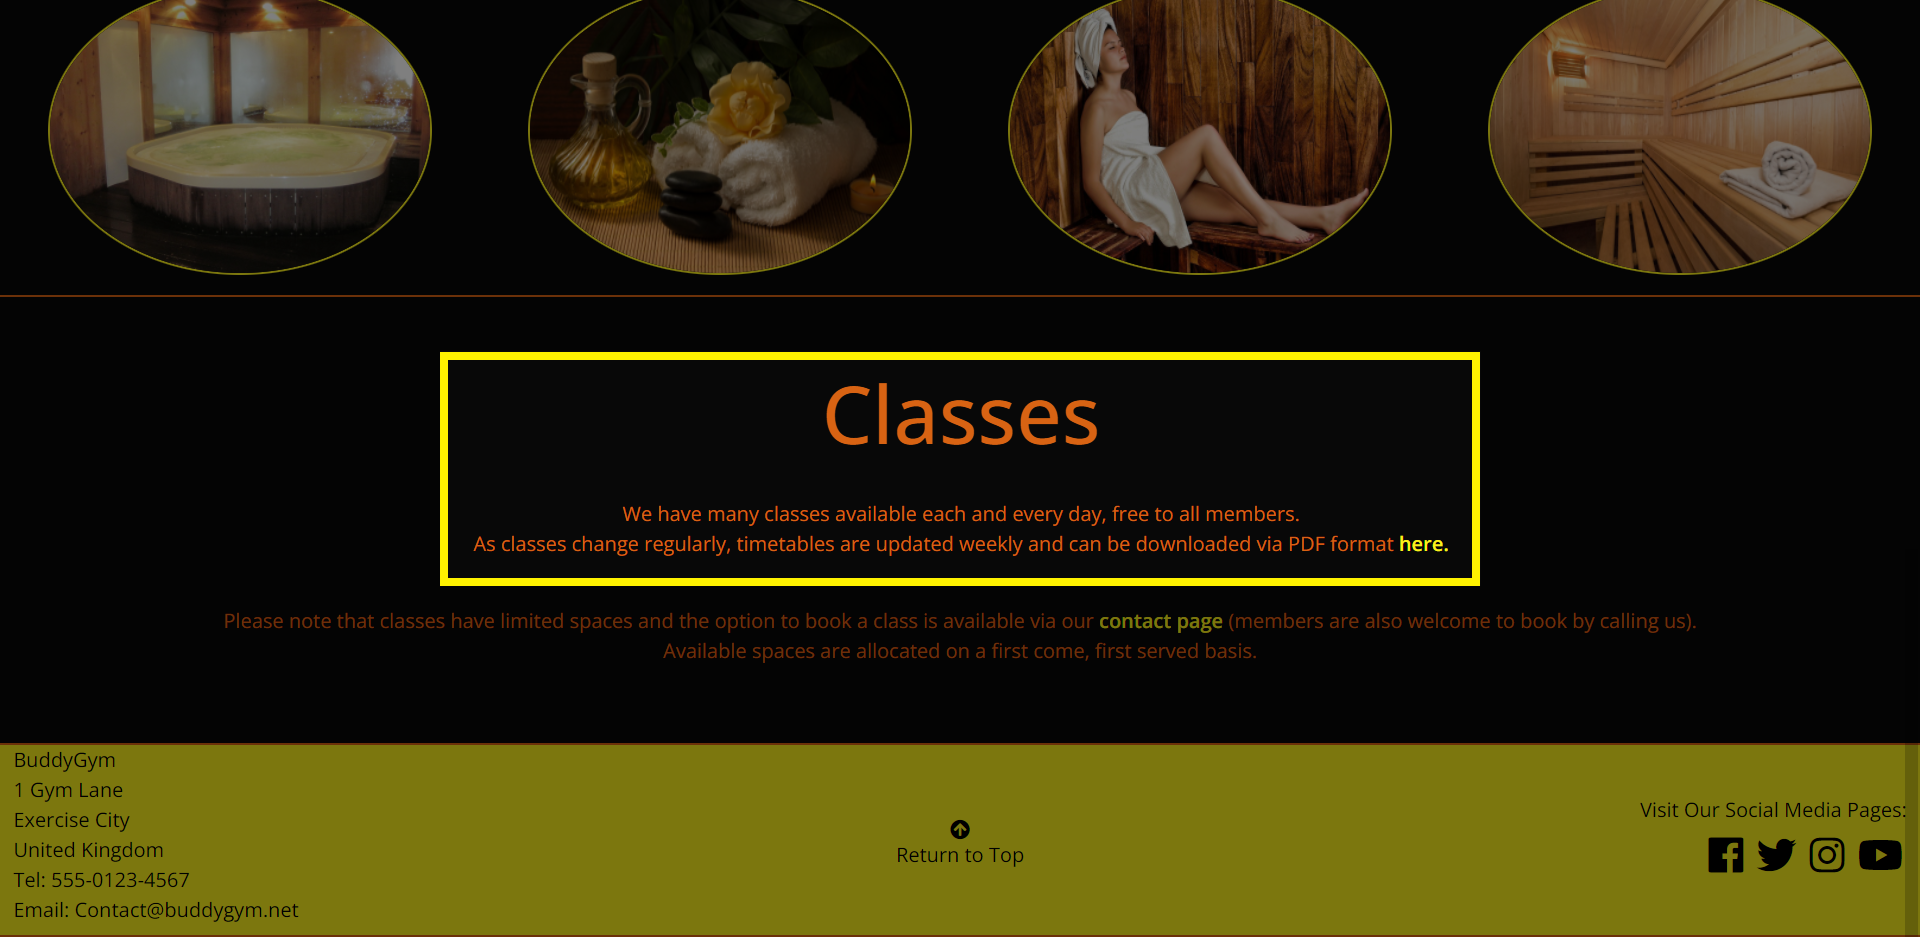 Classes
We have many classes available each and every day, free to all members.
As classes change regularly, timetables are updated weekly and can be downloaded via PDF format here.
Please note that classes have limited spaces and the option to book a class is available via our contact page (members are also welcome to book by calling us).
Available spaces are allocated on a first come, first served basis.
BuddyGym
1 Gym Lane
Exercise City
United Kingdom
Tel: 555-0123-4567
Email: Contact@buddygym.net
Return to Top
Visit Our Social Media Pages: